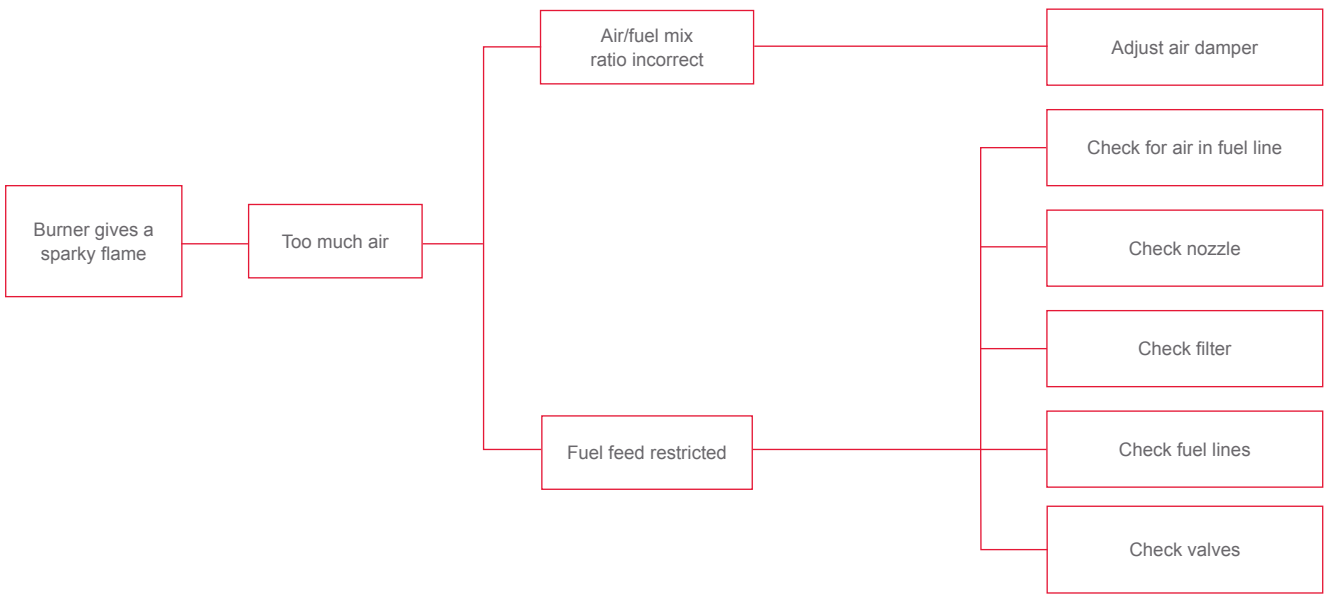 Burner gives a
sparky flame
Too much air
Air/fuel mix
ratio incorrect
Fuel feed restricted
Adjust air damper
Check for air in fuel line
Check nozzle
Check filter
Check fuel lines
Check valves